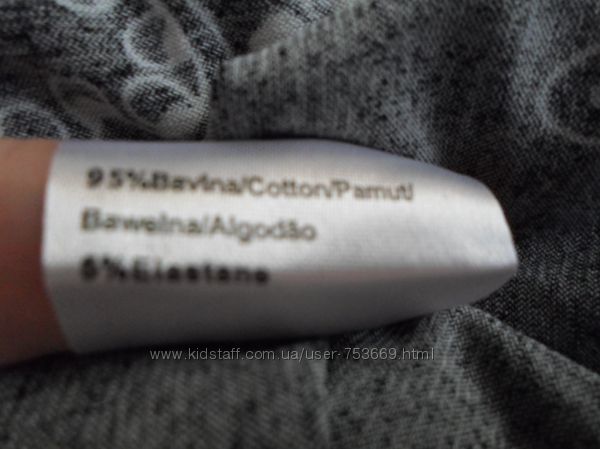 95%Bavlna/Cotton/Pamut/
Bawelna/Algodão
5%Elastane
www.kidstaff.com.ua/user-753669.html